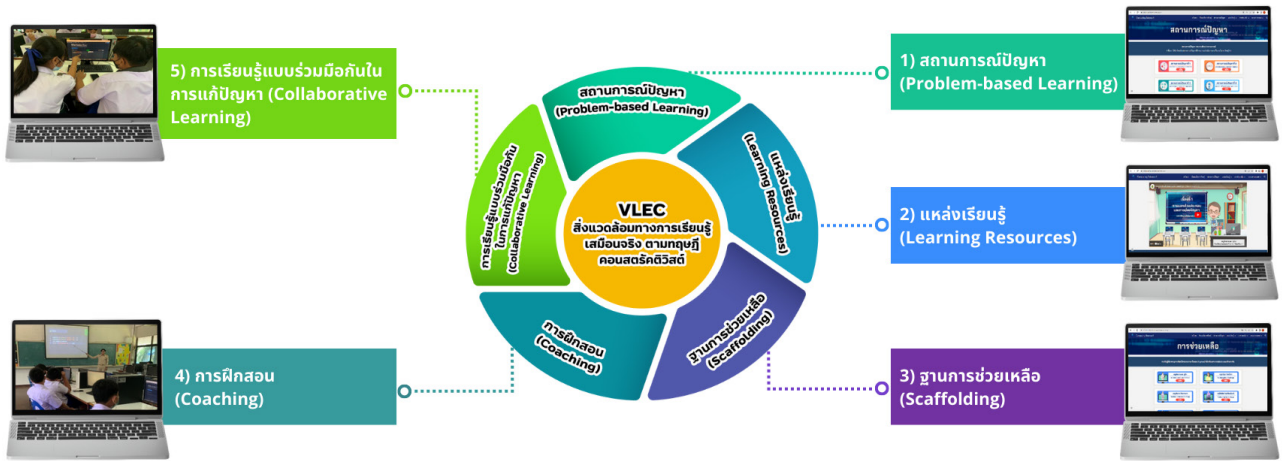 5) การเรียนรู้แบบร่วมมือกันใน
การแก้ปัญหา (Collaborative
Learning)
4) การฝึกสอน
(Coaching)
สถานการณ์ปัญหา
(Problem-based Learning)
แหล่งเรียนรู้
(Learning Resources)
ฐานการช่วยเหลือ
(Scaffolding)
การฝึกสอน
(Coaching)
การเรียนรู้แบบร่วมมือกัน
ในการแก้ปัญหา
(Collaborative Learning)
VLEC
สิ่งแวดล้อมทางการเรียนรู้
เสมือนจริง ตามทฤษฎี
คอนสตรัคติวิสต์
1) สถานการณ์ปัญหา
(Problem-based Learning)
2) แหล่งเรียนรู้
(Learning Resources)
3) ฐานการช่วยเหลือ
(Scaffolding)
สถานการณ์ปัญหา
การช่วยเหลือ